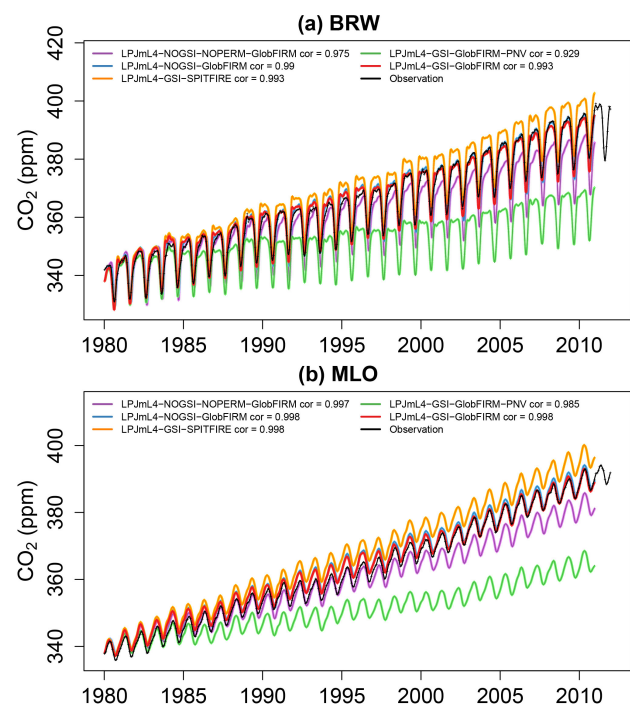 (a) BRW
LPJmL4−NOGSI−NOPERM−GlobFIRM cor = 0.975
LPJmL4−NOGSI−GlobFIRM cor = 0.99
LPJmL4−GSI−SPITFIRE cor = 0.993
LPJmL4−GSI−GlobFIRM−PNV cor = 0.929
LPJmL4−GSI−GlobFIRM cor = 0.993
Observation
CO₂ (ppm)
420
400
380
360
340
1980 1985 1990 1995 2000 2005 2010
(b) MLO
LPJmL4−NOGSI−NOPERM−GlobFIRM cor = 0.997
LPJmL4−NOGSI−GlobFIRM cor = 0.998
LPJmL4−GSI−SPITFIRE cor = 0.998
LPJmL4−GSI−GlobFIRM−PNV cor = 0.985
LPJmL4−GSI−GlobFIRM cor = 0.998
Observation
CO₂ (ppm)
400
380
360
340
1980 1985 1990 1995 2000 2005 2010